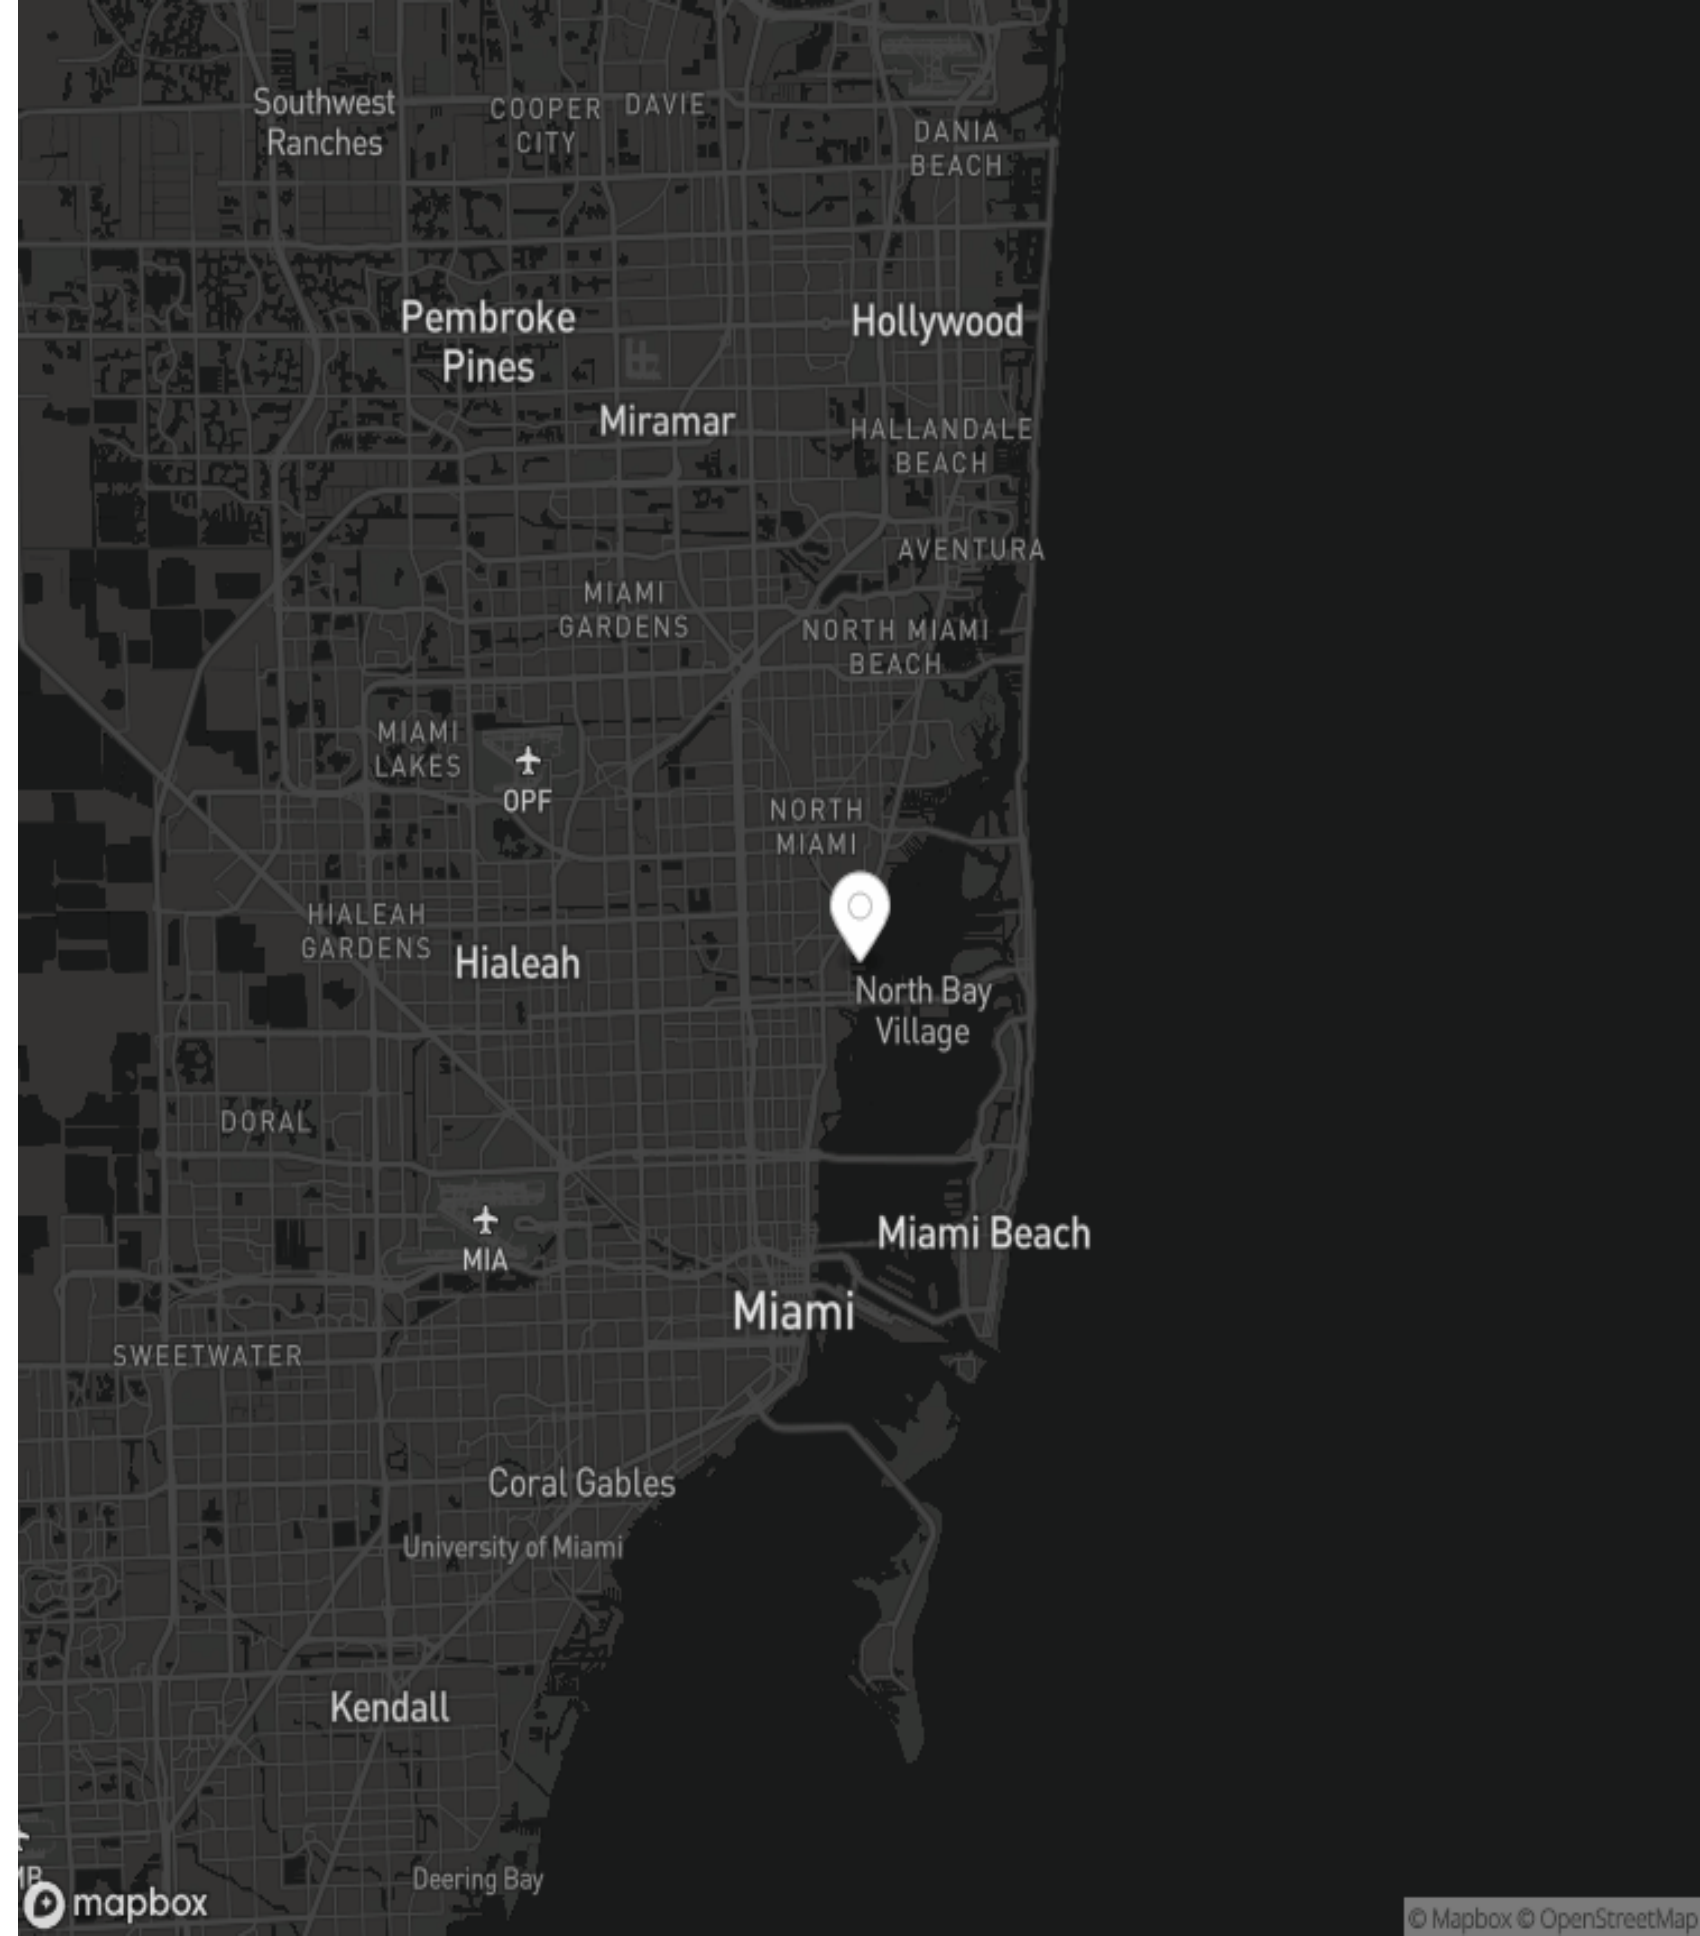 Southwest
Ranches
COOPER
CITY
DAVIE
DANIA
BEACH
Pembroke
Pines
Hollywood
Miramar
HALLANDALE
BEACH
AVENTURA
MIAMI
GARDENS
NORTH MIAMI
BEACH
MIAMI
LAKES
OPF
NORTH
MIAMI
HIALEAH
GARDENS
Hialeah
North Bay
Village
DORAL
MIA
Miami Beach
Miami
SWEETWATER
Coral Gables
University of Miami
Kendall
Deering Bay
mapbox
© Mapbox © OpenStreetMap